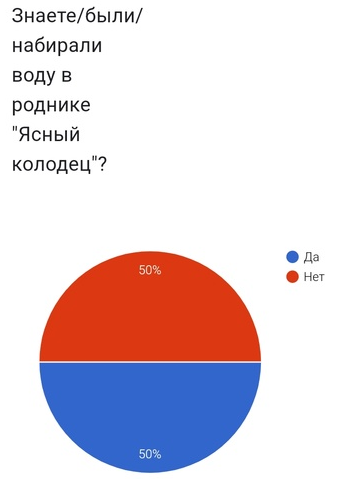 Знаете/были/
набирали
воду в
роднике
"Ясный
колодец"?
Да
Нет
50%
50%